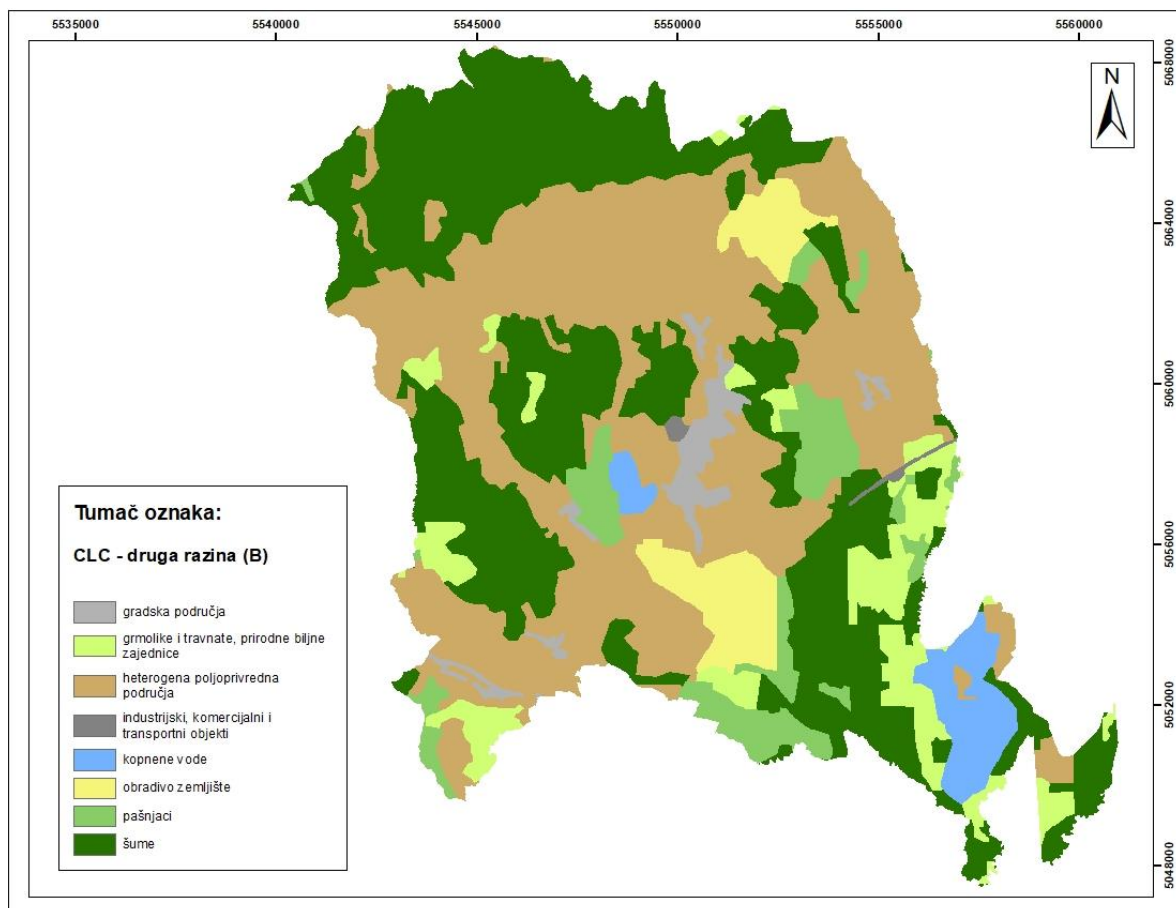 5535000 5540000 5545000 5550000 5555000 5560000
N
5068000
5064000
5060000
5056000
5052000
5048000
Tumač oznaka:
CLC - druga razina (B)
gradska područja
grmolike i travnate, prirodne biljne
zajednice
heterogena poljoprivredna
područja
industrijski, komercijalni i
transportni objekti
kopnene vode
obradivo zemljište
pašnjaci
šume